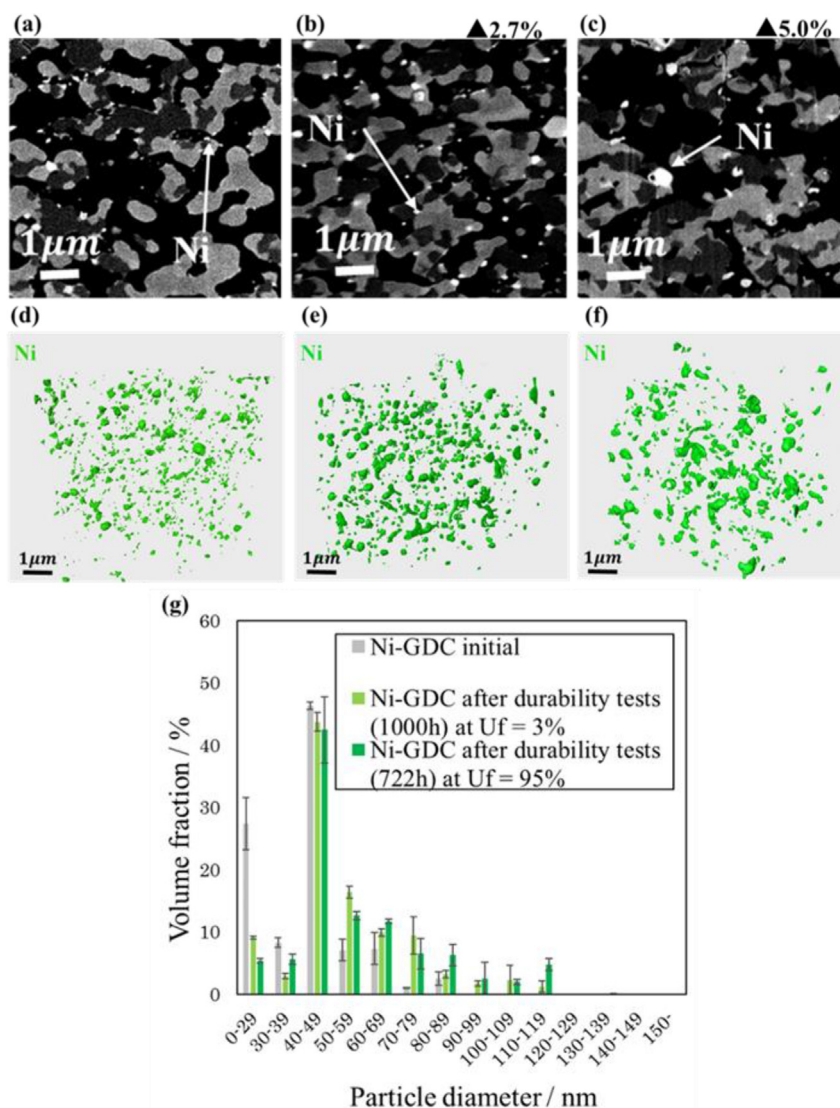 (a)
(b)
▲2.7%
(c)
▲5.0%
Ni
1μm
Ni
1μm
Ni
1μm
(d)
(e)
(f)
Ni
1μm
Ni
1μm
Ni
1μm
(g)
Ni-GDC initial
Ni-GDC after durability tests
(1000h) at Uf = 3%
Ni-GDC after durability tests
(722h) at Uf = 95%
Volume fraction / %
60
50
40
30
20
10
0
0-29
30-39
40-49
50-59
60-69
70-79
80-89
90-99
100-109
110-119
120-129
130-139
140-149
150-
Particle diameter / nm